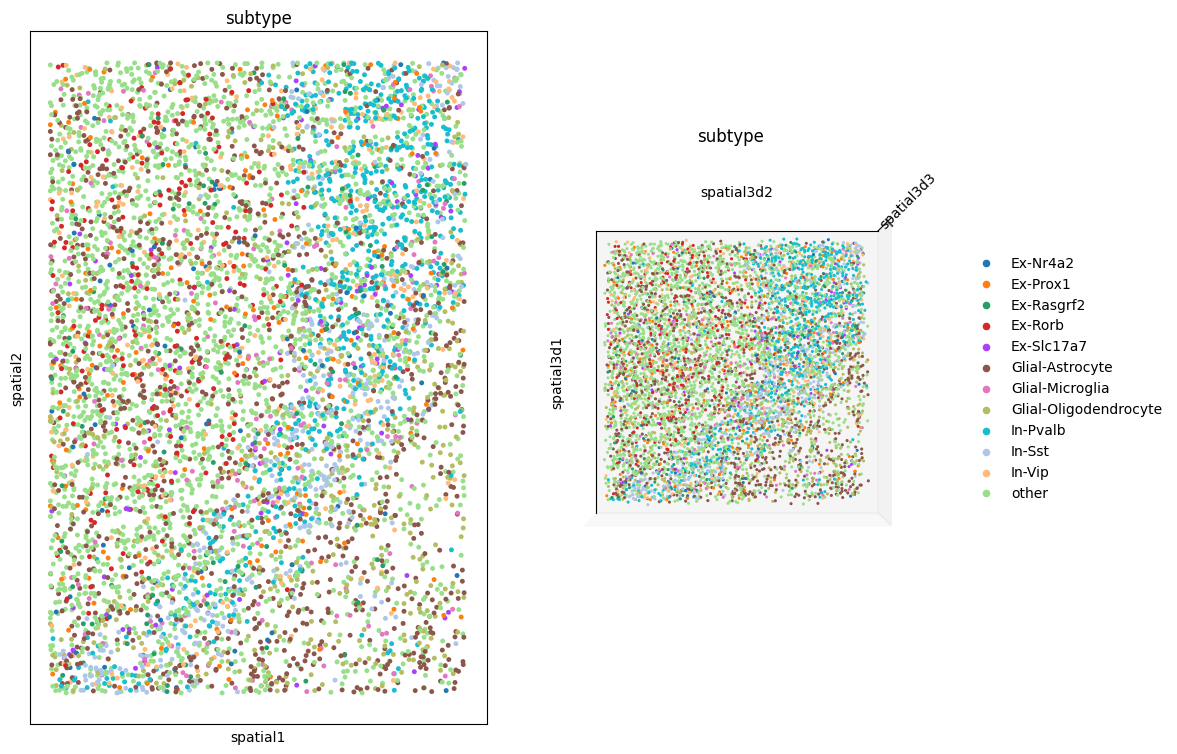 subtype
spatial2
spatial1
subtype
spatial3d2
spatial3d3
spatial3d1
Ex-Nr4a2
Ex-Prox1
Ex-Rasgrf2
Ex-Rorb
Ex-Slc17a7
Glial-Astrocyte
Glial-Microglia
Glial-Oligodendrocyte
In-Pvalb
In-Sst
In-Vip
other